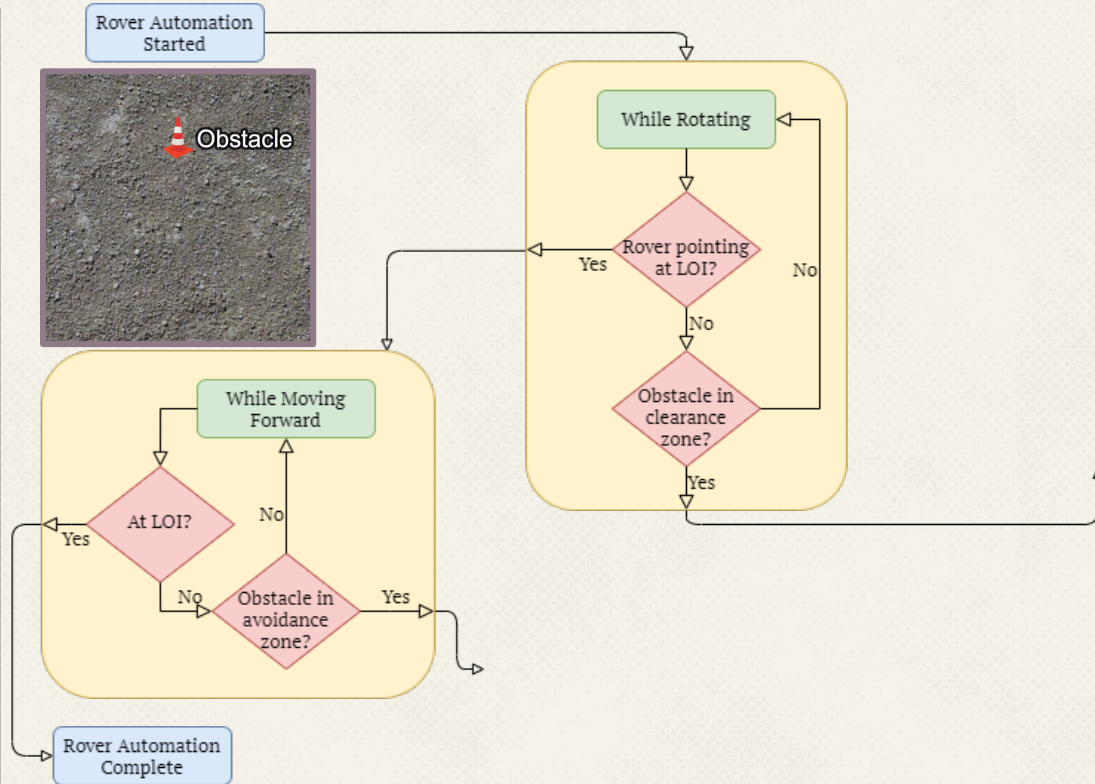 Rover Automation
Started
Obstacle
While Rotating
Rover pointing
at LOI?
Yes
No
No
Obstacle in
clearance
zone?
Yes
While Moving
Forward
At LOI?
Yes
No
No
Obstacle in
avoidance
zone?
Yes
Rover Automation
Complete